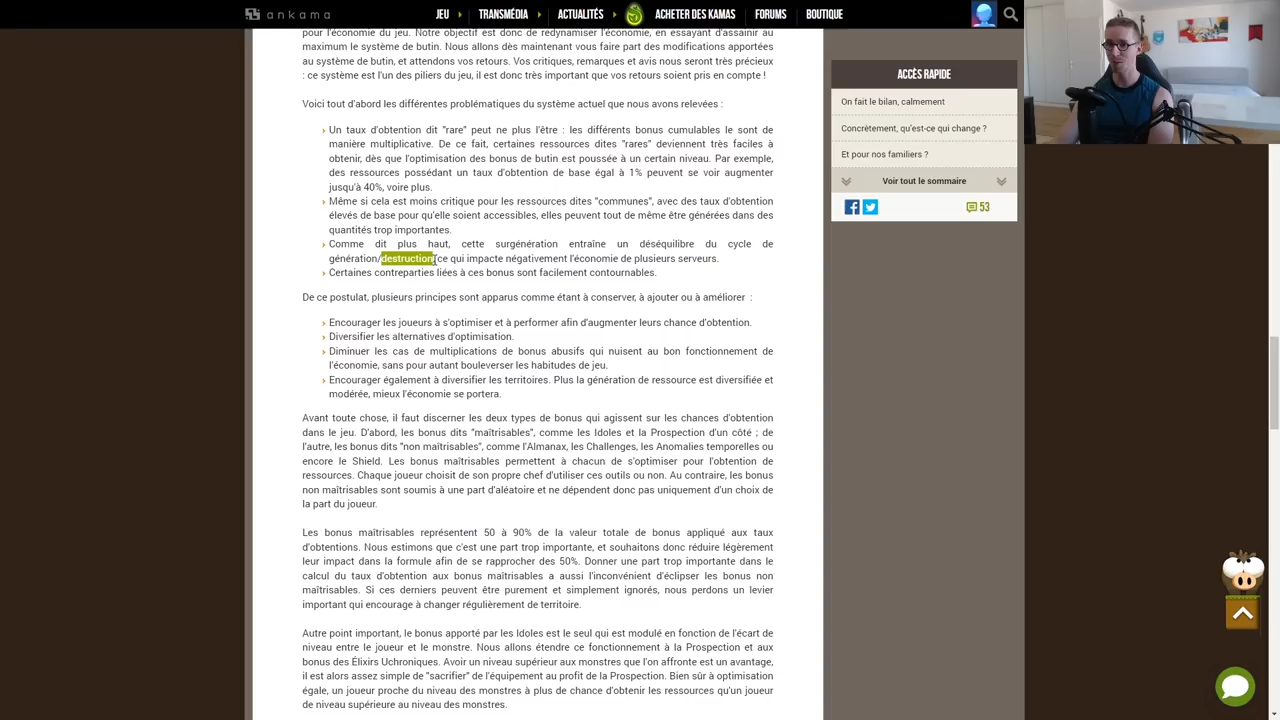 ankama
JEU
TRANSMÉDIA
ACTUALITÉS
ACHETER DES KAMAS
FORUMS
BOUTIQUE
pour l'économie du jeu. Notre objectif est donc de redynamiser l'économie, en essayant d'assainir au
maximum le système de butin. Nous allons dès maintenant vous faire part des modifications apportées
au système de butin, et attendons vos retours. Vos critiques, remarques et avis nous seront très précieux
: ce système est l'un des piliers du jeu, il est donc très important que vos retours soient pris en compte !
Voici tout d'abord les différentes problématiques du système actuel que nous avons relevées :
Un taux d'obtention dit "rare" peut ne plus l'être : les différents bonus cumulables le sont de
manière multiplicative. De ce fait, certaines ressources dites "rares" deviennent très faciles à
obtenir, dès que l'optimisation des bonus de butin est poussée à un certain niveau. Par exemple,
des ressources possédant un taux d'obtention de base égal à 1% peuvent se voir augmenter
jusqu'à 40%, voire plus.
Même si cela est moins critique pour les ressources dites "communes", avec des taux d'obtention
élevés de base pour qu'elle soient accessibles, elles peuvent tout de même être générées dans des
quantités trop importantes.
Comme dit plus haut, cette surgénération entraîne un déséquilibre du cycle de
génération/destruction ce qui impacte négativement l'économie de plusieurs serveurs.
Certaines contreparties liées à ces bonus sont facilement contournables.
De ce postulat, plusieurs principes sont apparus comme étant à conserver, à ajouter ou à améliorer :
Encourager les joueurs à s'optimiser et à performer afin d'augmenter leurs chance d'obtention.
Diversifier les alternatives d'optimisation.
Diminuer les cas de multiplications de bonus abusifs qui nuisent au bon fonctionnement de
l'économie, sans pour autant bouleverser les habitudes de jeu.
Encourager également à diversifier les territoires. Plus la génération de ressource est diversifiée et
modérée, mieux l'économie se portera.
Avant toute chose, il faut discerner les deux types de bonus qui agissent sur les chances d'obtention
dans le jeu. D'abord, les bonus dits "maîtrisables", comme les Idoles et la Prospection d'un côté ; de
l'autre, les bonus dits "non maîtrisables", comme l'Almanax, les Challenges, les Anomalies temporelles ou
encore le Shield. Les bonus maîtrisables permettent à chacun de s'optimiser pour l'obtention de
ressources. Chaque joueur choisit de son propre chef d'utiliser ces outils ou non. Au contraire, les bonus
non maîtrisables sont soumis à une part d'aléatoire et ne dépendent donc pas uniquement d'un choix de
la part du joueur.
Les bonus maîtrisables représentent 50 à 90% de la valeur totale de bonus appliqué aux taux
d'obtentions. Nous estimons que c'est une part trop importante, et souhaitons donc réduire légèrement
leur impact dans la formule afin de se rapprocher des 50%. Donner une part trop importante dans le
calcul du taux d'obtention aux bonus maîtrisables a aussi l'inconvénient d'éclipser les bonus non
maîtrisables. Si ces derniers peuvent être purement et simplement ignorés, nous perdons un levier
important qui encourage à changer régulièrement de territoire.
Autre point important, le bonus apporté par les Idoles est le seul qui est modulé en fonction de l'écart de
niveau entre le joueur et le monstre. Nous allons étendre ce fonctionnement à la Prospection et aux
bonus des Élixirs Uchroniques. Avoir un niveau supérieur aux monstres que l'on affronte est un avantage,
il est alors assez simple de "sacrifier" de l'équipement au profit de la Prospection. Bien sûr à optimisation
égale, un joueur proche du niveau des monstres à plus de chance d'obtenir les ressources qu'un joueur
de niveau supérieure au niveau des monstres.
ACCÈS RAPIDE
On fait le bilan, calmement
Concrètement, qu'est-ce qui change ?
Et pour nos familiers ?
Voir tout le sommaire
53